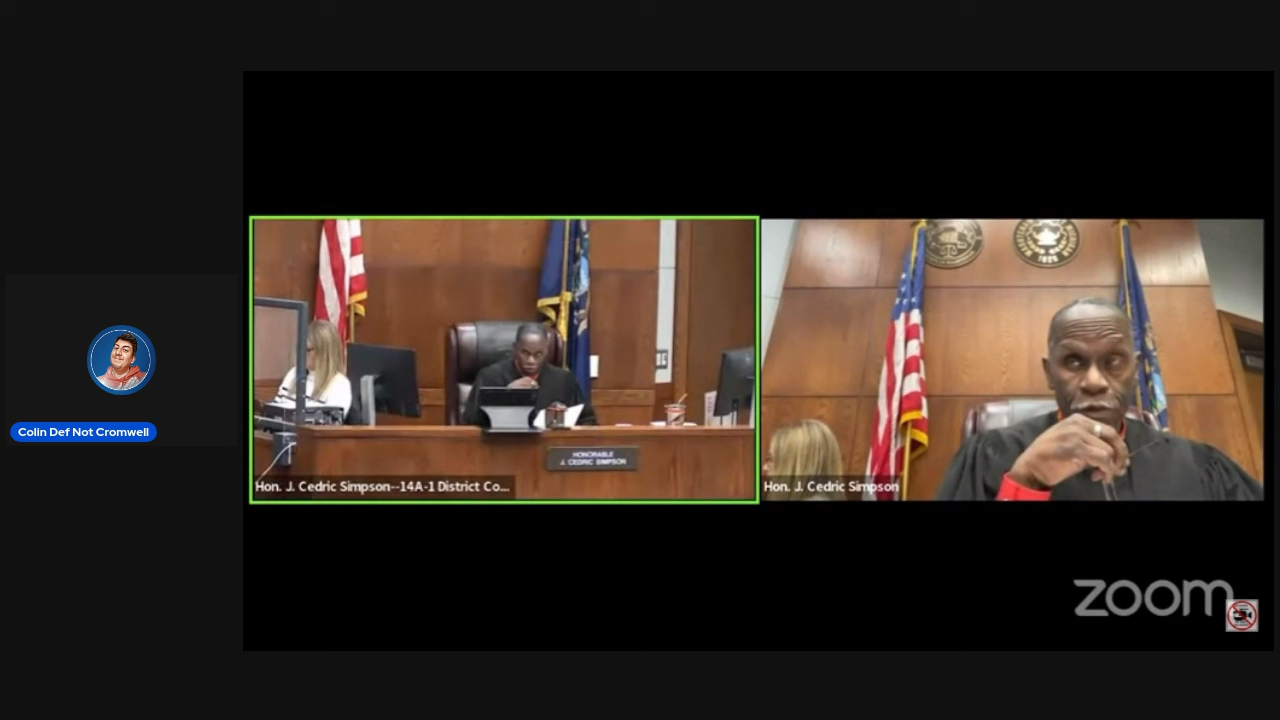 Colin Def Not Cromwell
HONORABLE
J. CEDRIC SIMPSON
Hon. J. Cedric Simpson--14A-1 District Co...
Hon. J. Cedric Simpson
zoom